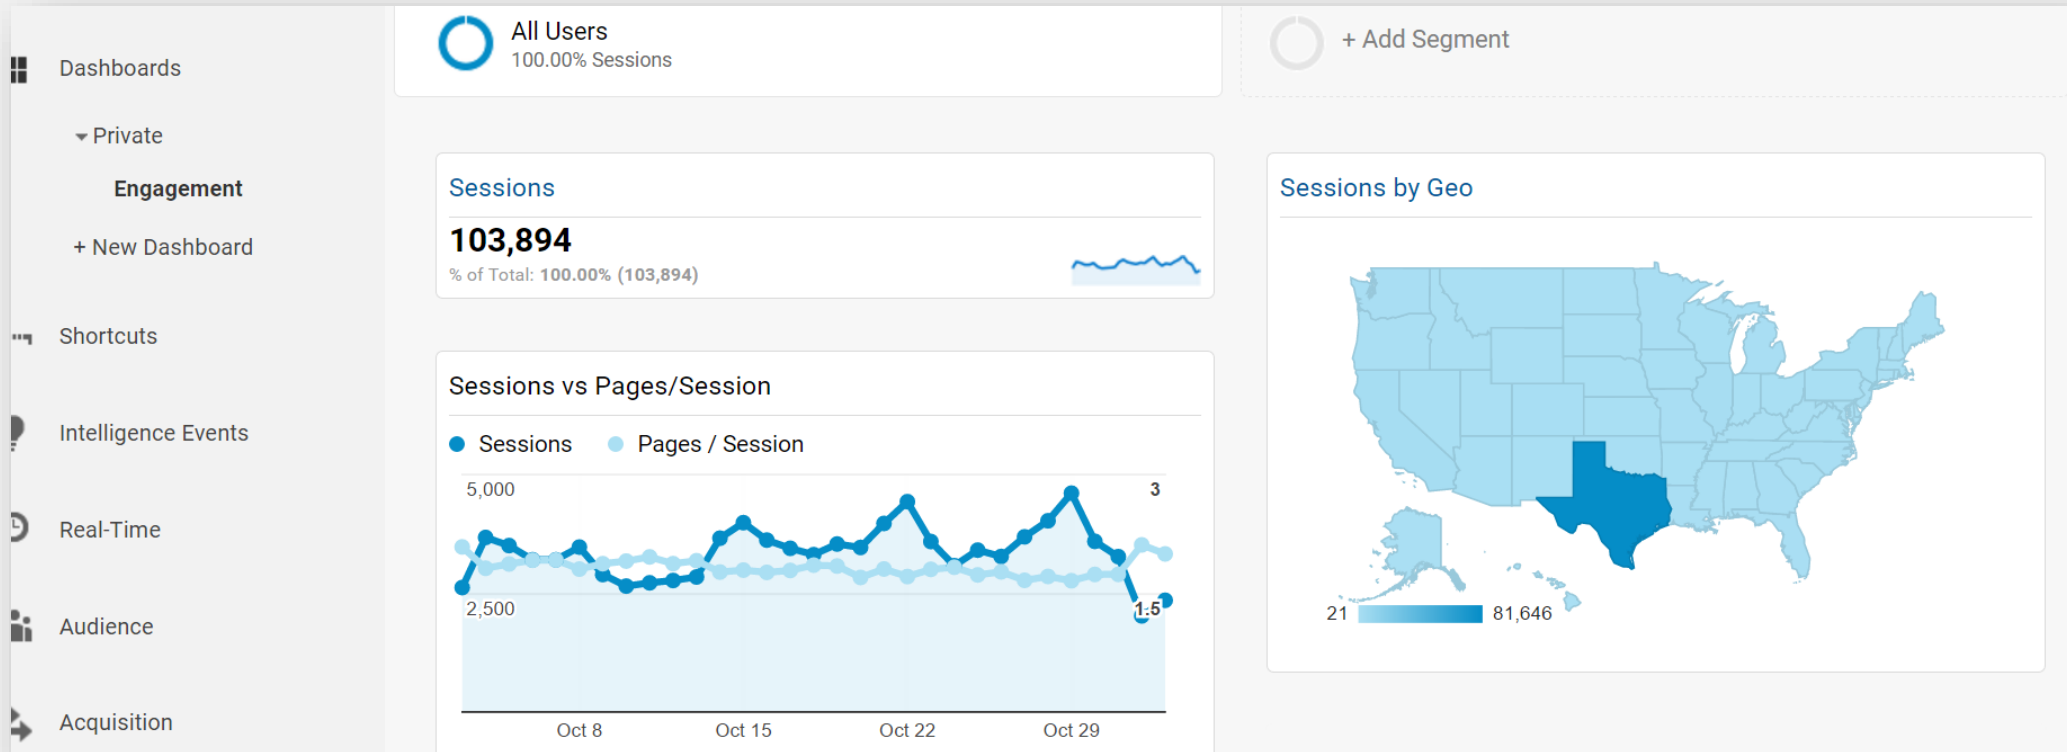 Dashboards
Private
Engagement
+ New Dashboard
Shortcuts
Intelligence Events
Real-Time
Audience
Acquisition
All Users
100.00% Sessions
+ Add Segment
Sessions
103,894
% of Total: 100.00% (103,894)
Sessions vs Pages/Session
Sessions
Pages / Session
5,000
3
2,500
1.5
Oct 8
Oct 15
Oct 22
Oct 29
Sessions by Geo
21
81,646